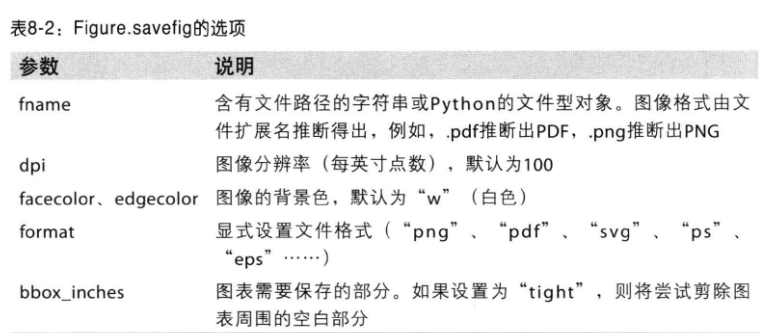 表8-2：Figure.savefig的选项
参数 说明
fname 含有文件路径的字符串或Python的文件型对象。图像格式由文
件扩展名推断得出，例如，.pdf推断出PDF，.png推断出PNG
dpi 图像分辨率（每英寸点数），默认为100
facecolor、edgecolor 图像的背景色，默认为“w”（白色）
format 显式设置文件格式（“png”、“pdf”、“svg”、“ps”、
“eps”……）
bbox_inches 图表需要保存的部分。如果设置为“tight”，则将尝试剪除图
表周围的空白部分